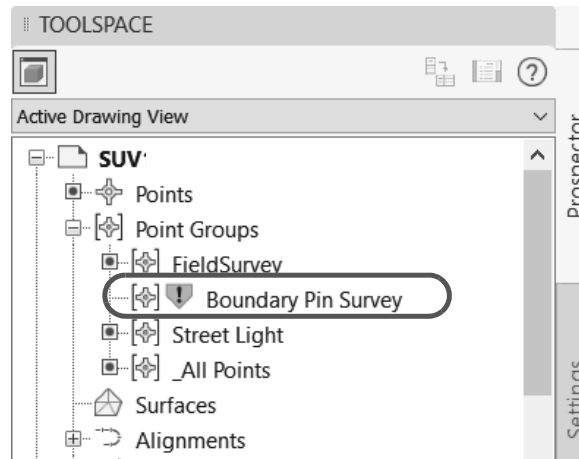 TOOLSPACE
Active Drawing View
SUV
Points
Point Groups
FieldSurvey
Boundary Pin Survey
Street Light
_All Points
Surfaces
Alignments
Prospector
Settings